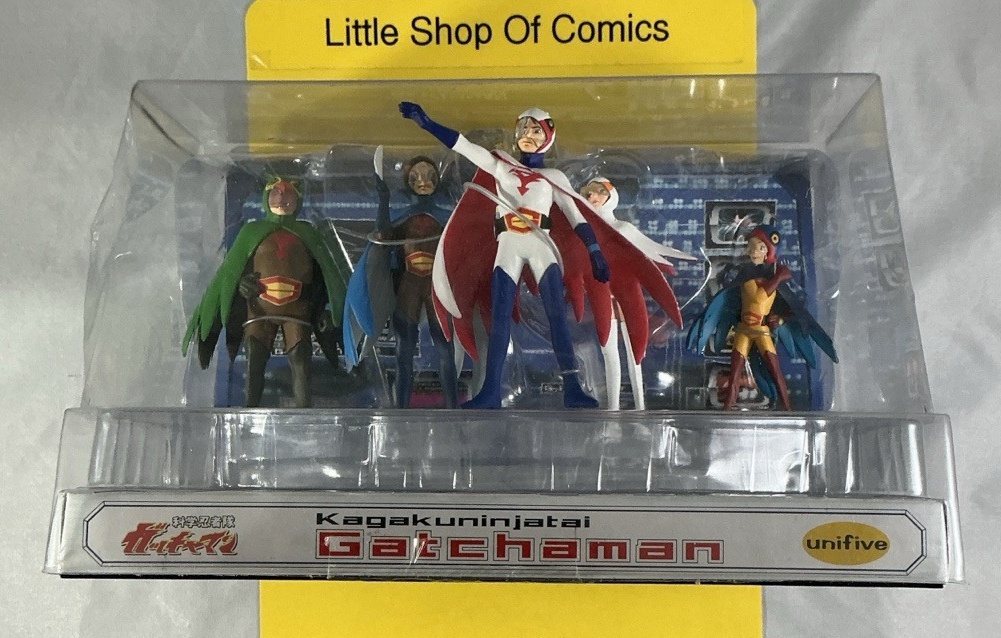 Little Shop Of Comics
科学忍者隊
ガッチャマン
Kagakuninjatai
Gatchaman
unifive